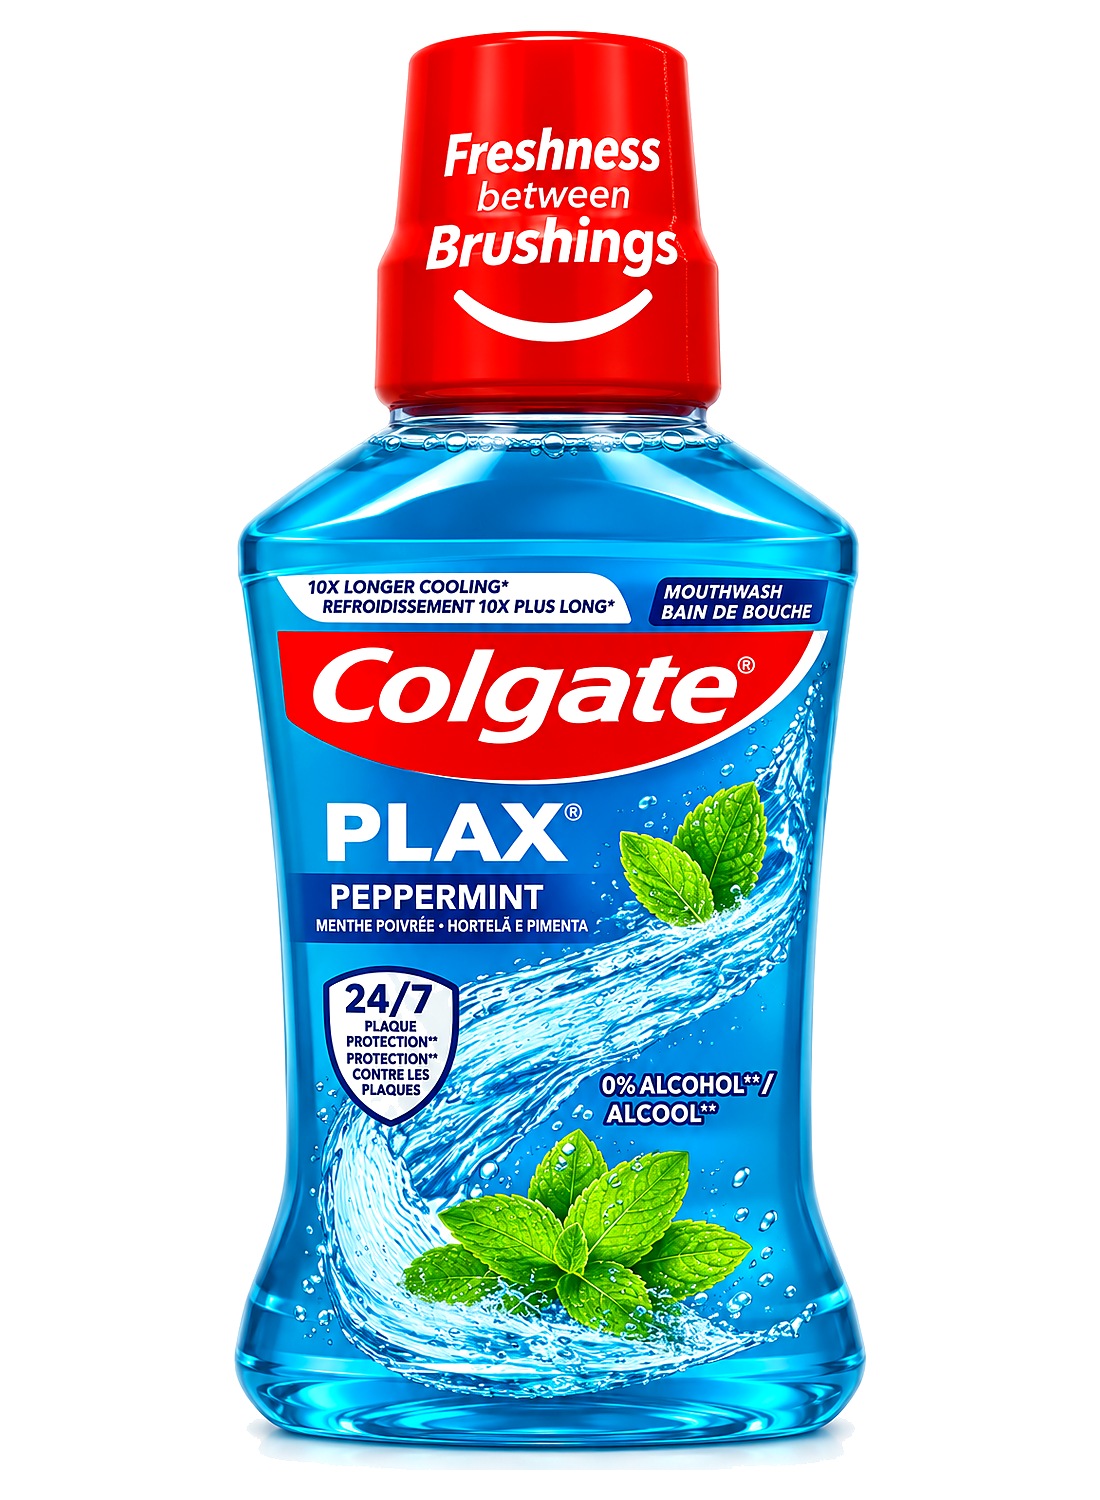 Freshness
between
Brushings
10X LONGER COOLING*
REFROIDISSEMENT 10X PLUS LONG*
MOUTHWASH
BAIN DE BOUCHE
Colgate®
PLAX®
PEPPERMINT
MENTHE POIVRÉE • HORTELÃ E PIMENTA
24/7
PLAQUE
PROTECTION**
PROTECTION**
CONTRE LES
PLAQUES
0% ALCOHOL**/
ALCOOL**